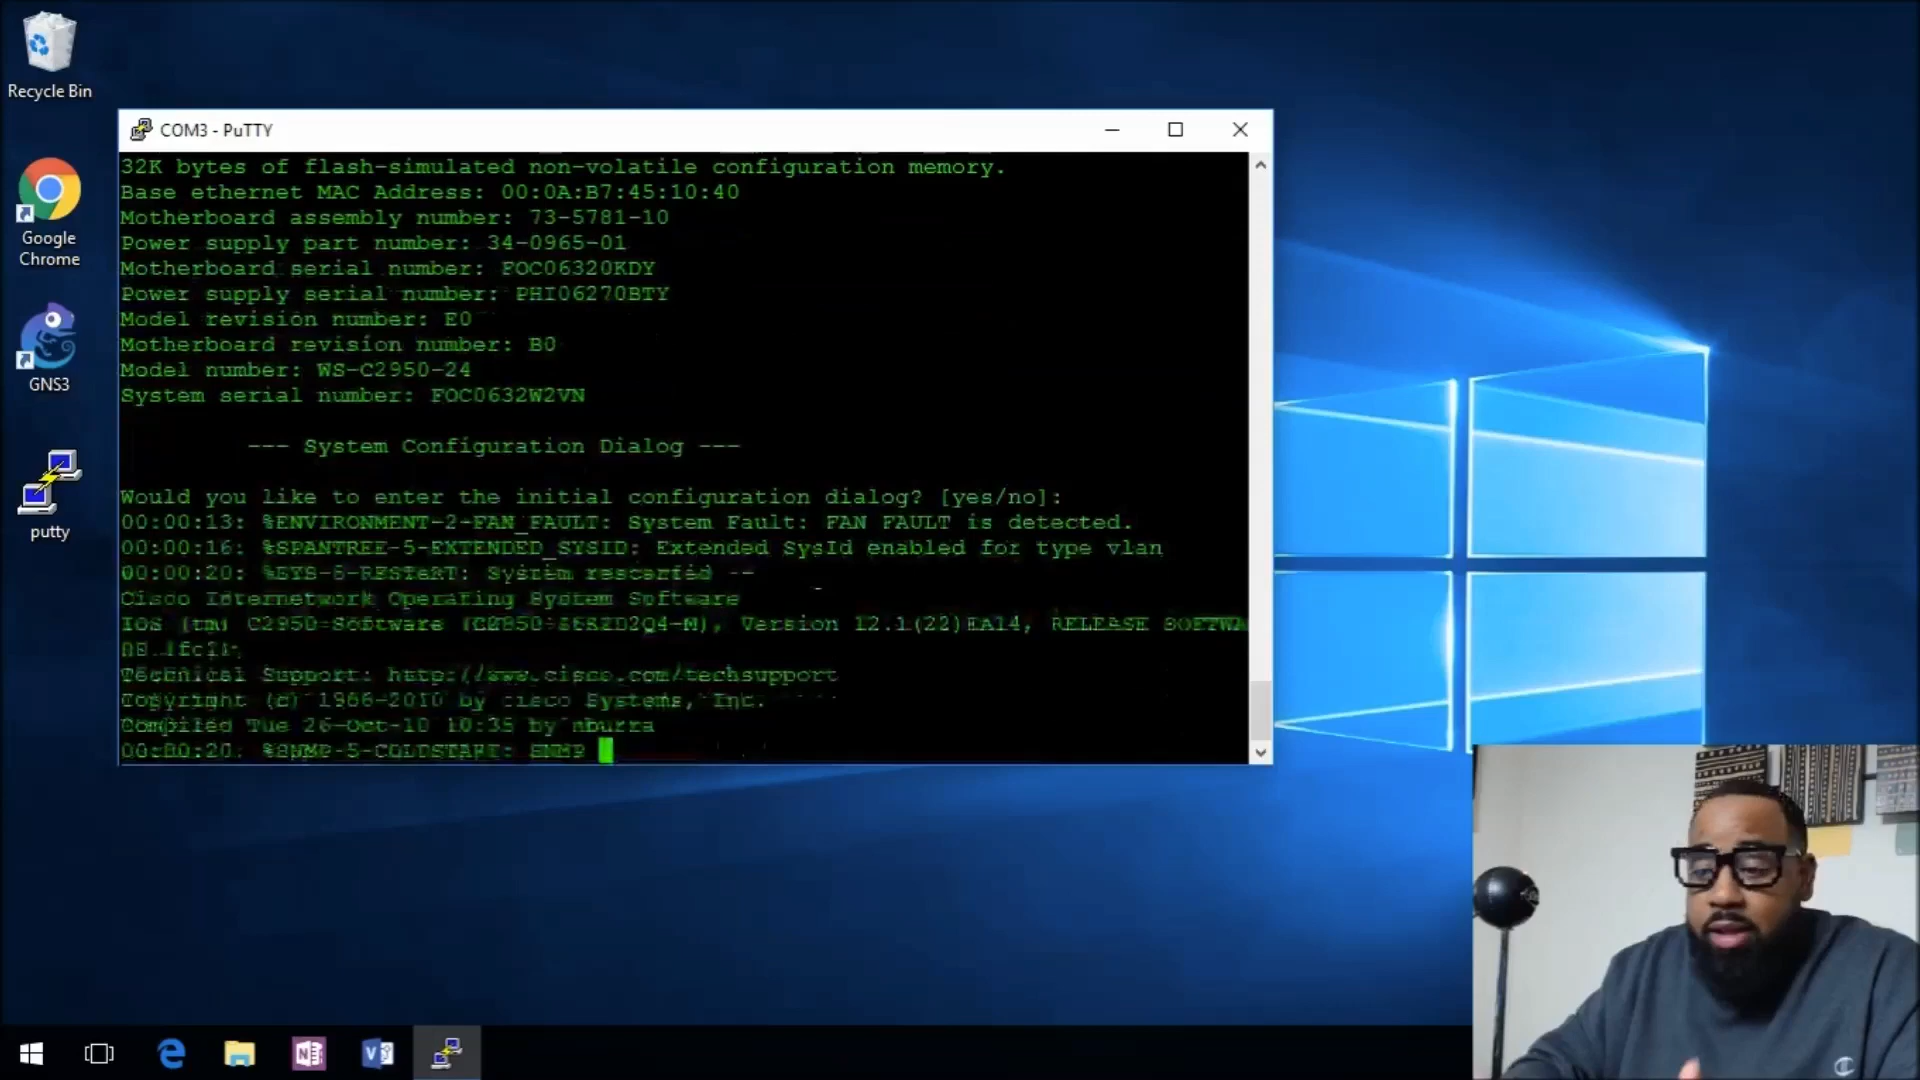 Recycle Bin
Google
Chrome
GNS3
putty
COM3 - PuTTY
32K bytes of flash-simulated non-volatile configuration memory.
Base ethernet MAC Address: 00:0A:B7:45:10:40
Motherboard assembly number: 73-5781-10
Power supply part number: 34-0965-01
Motherboard serial number: FOC06320KDY
Power supply serial number: PHI06270BTY
Model revision number: E0
Motherboard revision number: B0
Model number: WS-C2950-24
System serial number: FOC0632W2VN
--- System Configuration Dialog ---
Would you like to enter the initial configuration dialog? [yes/no]:
00:00:13: %ENVIRONMENT-2-FAN_FAULT: System Fault: FAN FAULT is detected.
00:00:16: %SPANTREE-5-EXTENDED_SYSID: Extended SysId enabled for type vlan
00:00:20: System --
Cisco Internetwork Operating System Software
IOS (tm) C2950 Software Version 12.1(22)EA14, RELEASE SOFTWA
Technical Support: http://www.cisco.com/techsupport
Copyright (c) by cisco Systems, Inc.
Compiled Tue 26-Oct-10 10:35 by nburra
00:00:20: %SNMP-5-COLDSTART: SNMP